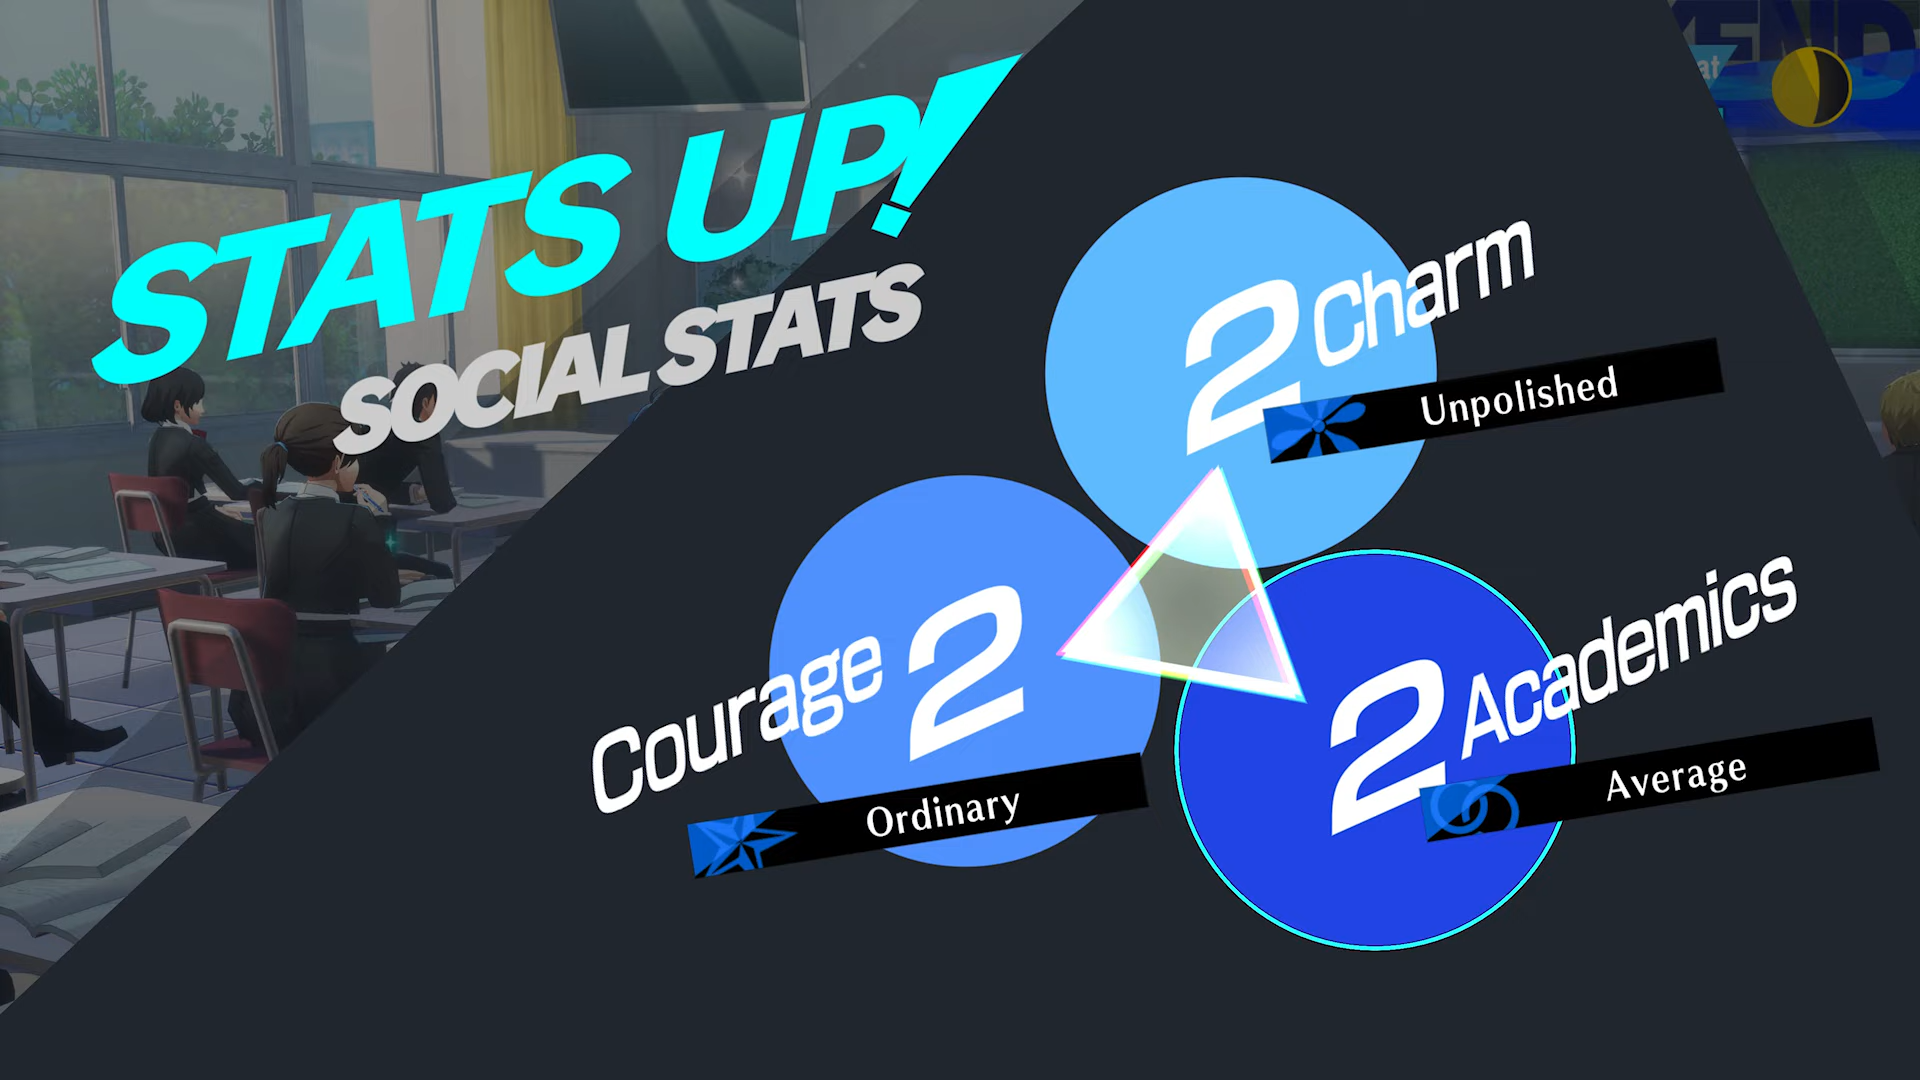 STATS UP!
SOCIAL STATS
2 Charm
Unpolished
Courage 2
Ordinary
2 Academics
Average